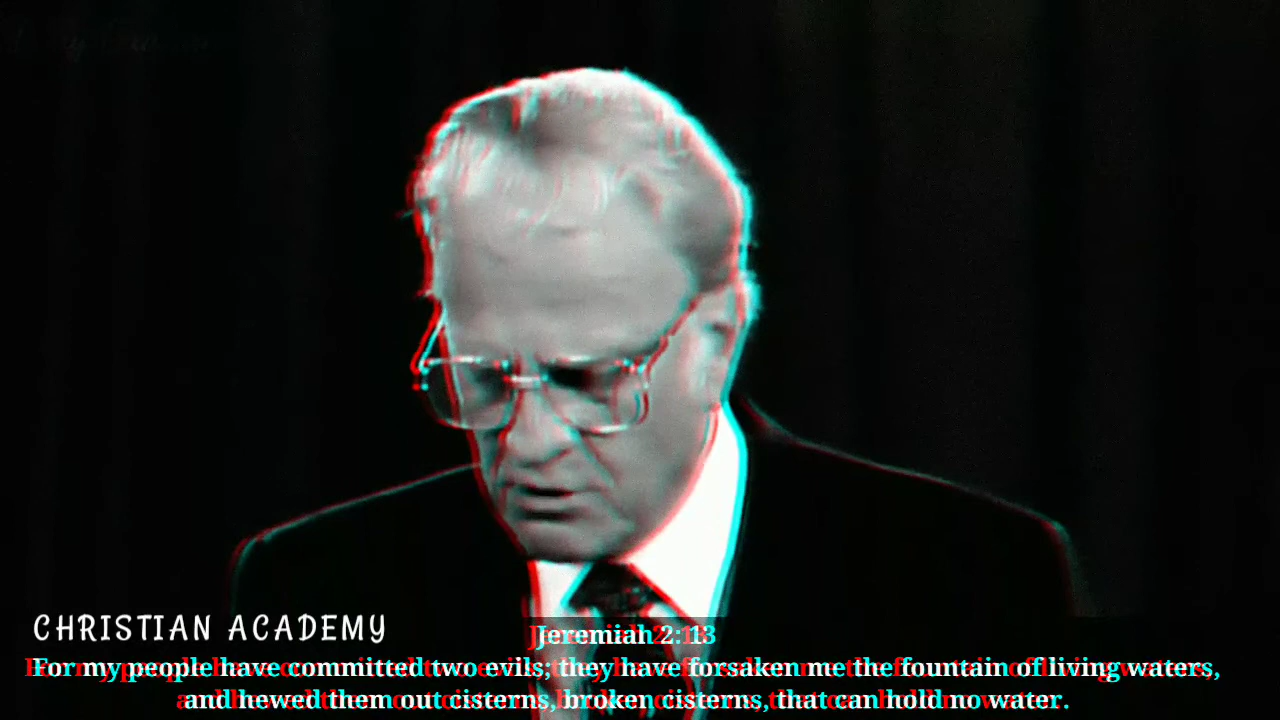 CHRISTIAN ACADEMY
Jeremiah 2: 13
For my people have committed two evils; they have forsaken me the fountain of living waters,
and hewed them out cisterns, broken cisterns, that can hold no water.